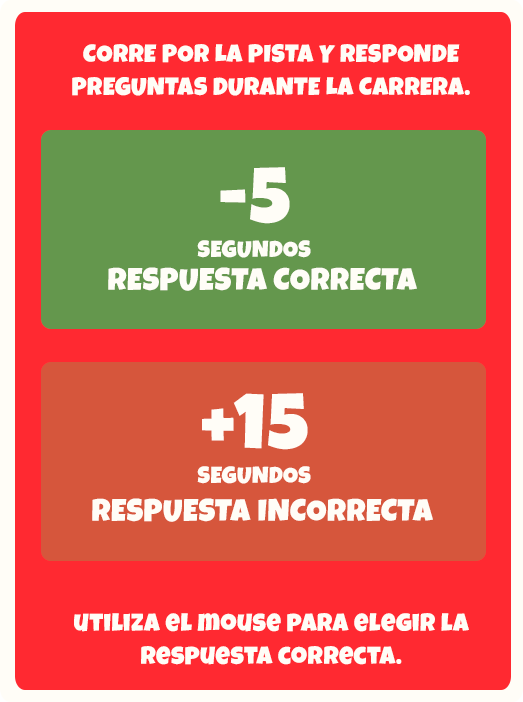 CORRE POR LA PISTA Y RESPONDE
PREGUNTAS DURANTE LA CARRERA.
-5
SEGUNDOS
RESPUESTA CORRECTA
+15
SEGUNDOS
RESPUESTA INCORRECTA
UTILIZA EL MOUSE PARA ELEGIR LA
RESPUESTA CORRECTA.